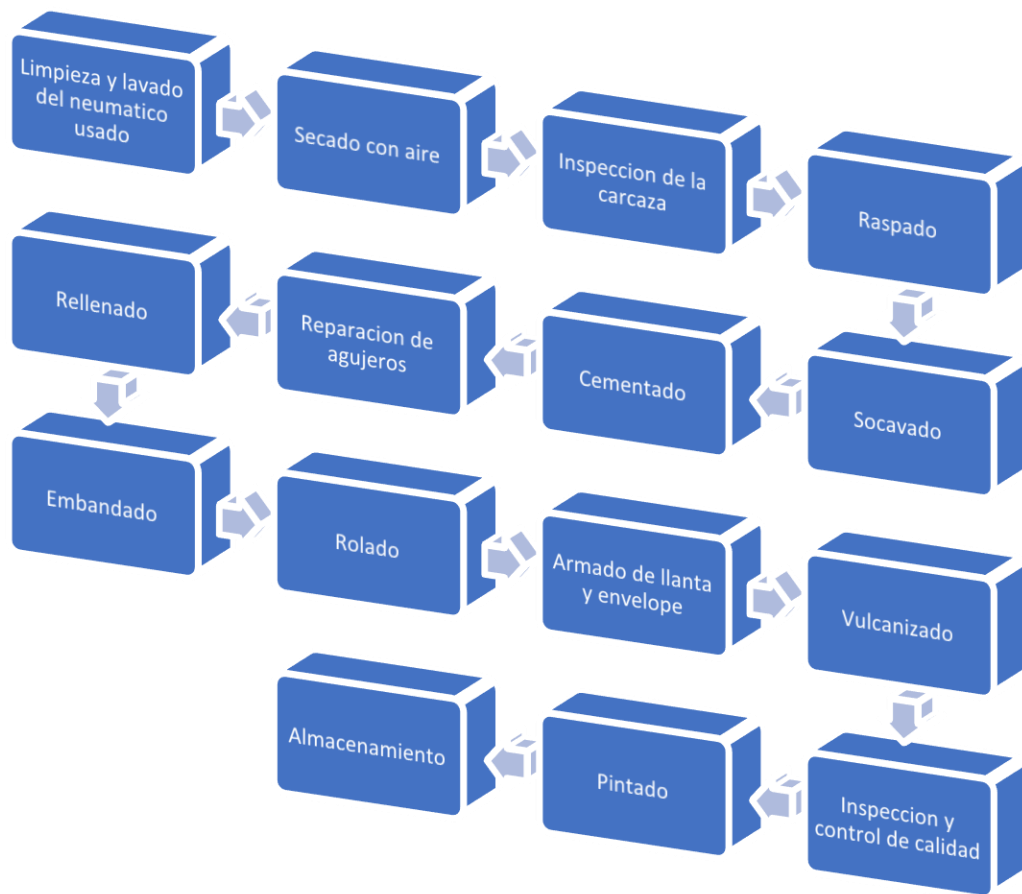 Limpieza y lavado
del neumatico
usado
Secado con aire
Inspeccion de la
carcaza
Raspado
Socavado
Cementado
Reparacion de
agujeros
Rellenado
Embandado
Rolado
Armado de llanta
y envelope
Vulcanizado
Inspeccion y
control de calidad
Pintado
Almacenamiento